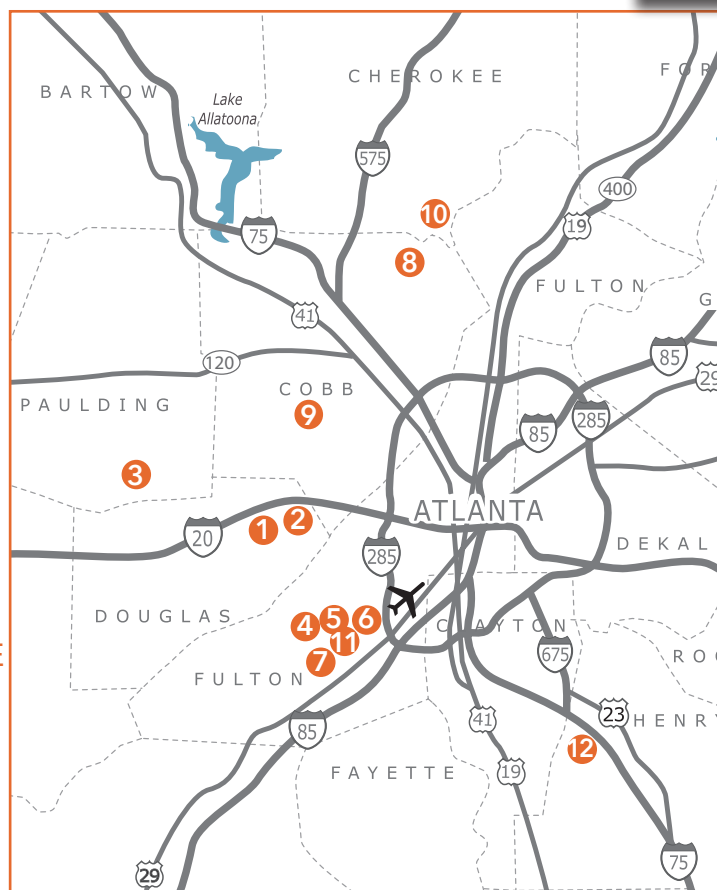 CHEROKEE
FOR
BARTOW
Lake
Allatoona
575
400
10
19
75
8
FULTON
G
41
85
120
29
COBB
PAULDING
9
285
85
3
ATLANTA
2
1
20
285
DEKAL
DOUGLAS
5
6
4
CLAYTON
11
675
7
ROC
FULTON
23
HENRY
41
85
12
19
FAYETTE
75
29